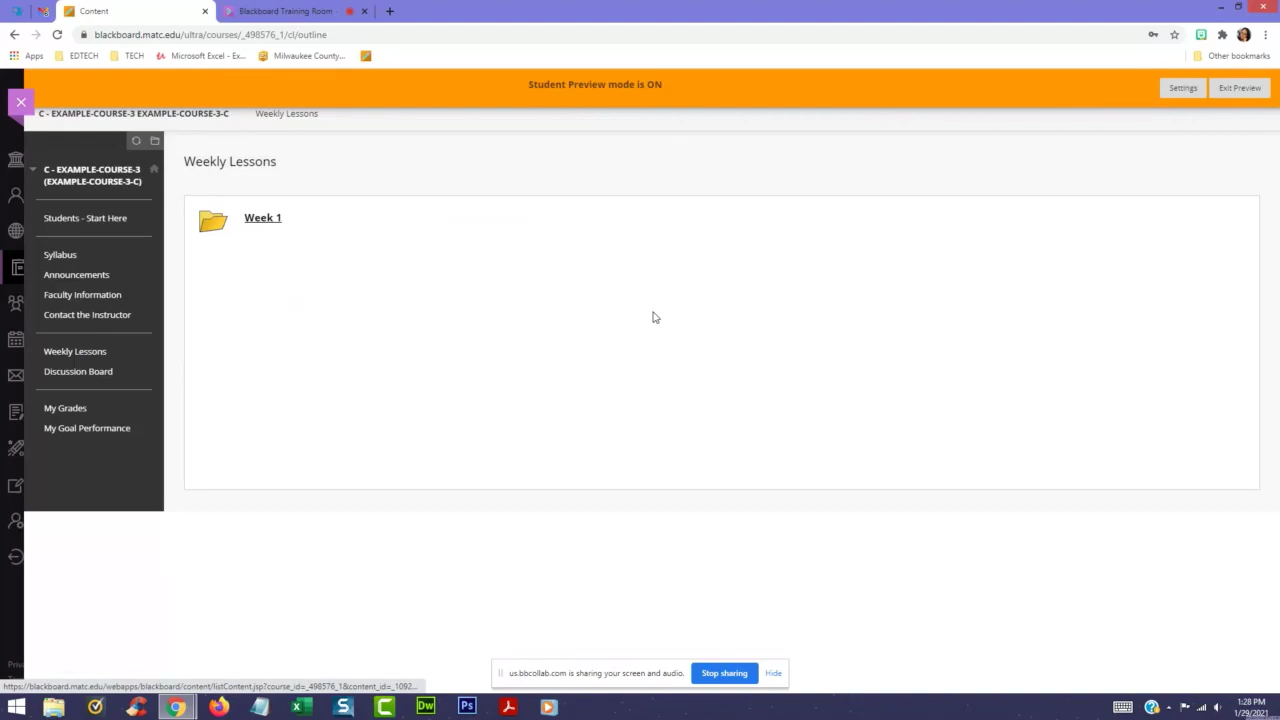 Content
Blackboard Training Room -
blackboard.matc.edu/ultra/courses/_498576_1/cl/outline
Apps
EDTECH
TECH
Microsoft Excel - Ex...
Milwaukee County...
Other bookmarks
Student Preview mode is ON
Settings
Exit Preview
C - EXAMPLE-COURSE-3 EXAMPLE-COURSE-3-C
Weekly Lessons
C - EXAMPLE-COURSE-3
(EXAMPLE-COURSE-3-C)
Weekly Lessons
Week 1
Students - Start Here
Syllabus
Announcements
Faculty Information
Contact the Instructor
Weekly Lessons
Discussion Board
My Grades
My Goal Performance
Priv
us.bbcollab.com is sharing your screen and audio.
Stop sharing
Hide
https://blackboard.matc.edu/webapps/blackboard/content/listContent.jsp?course_id=_498576_1&content_id=_1092...
Dw
Ps
1:28 PM
1/29/2021